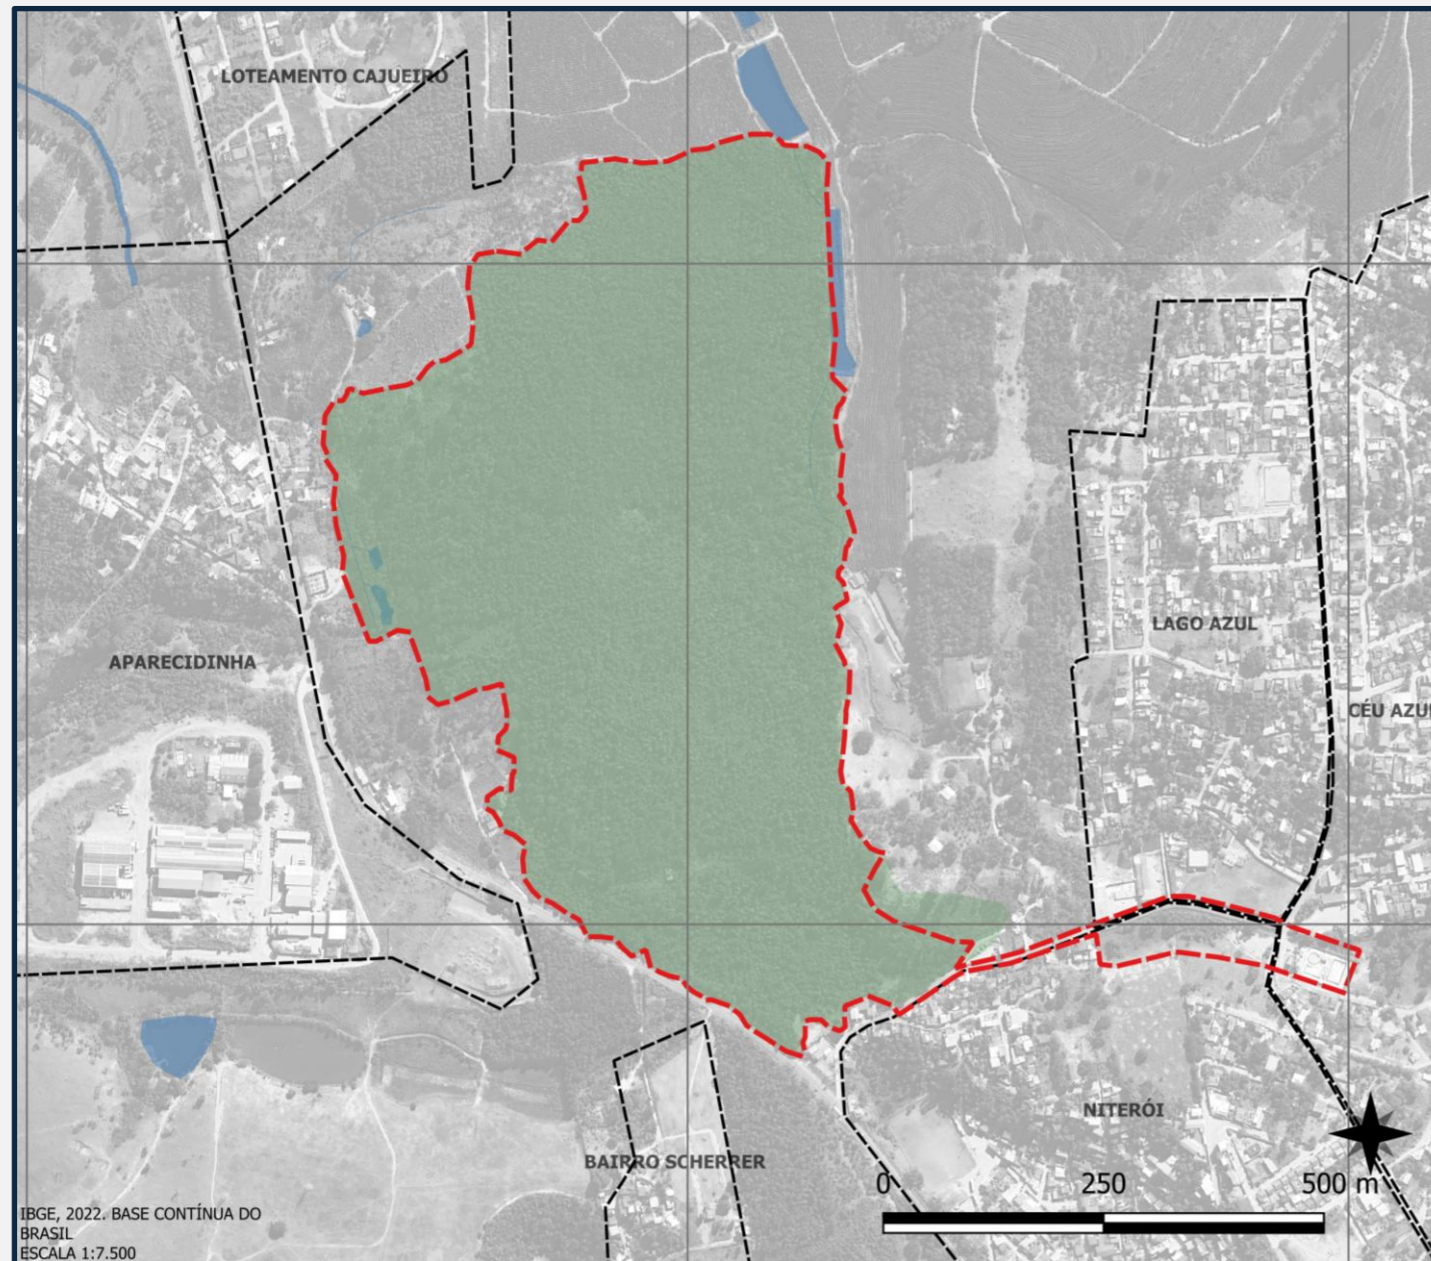 LOTEAMENTO CAJUEIRO
LAGO AZUL
APARECIDINHA
CÉU AZU
NITERÓI
BAIRRO SCHERRER
0 250 500 m
IBGE, 2022. BASE CONTÍNUA DO
BRASIL
ESCALA 1:7.500